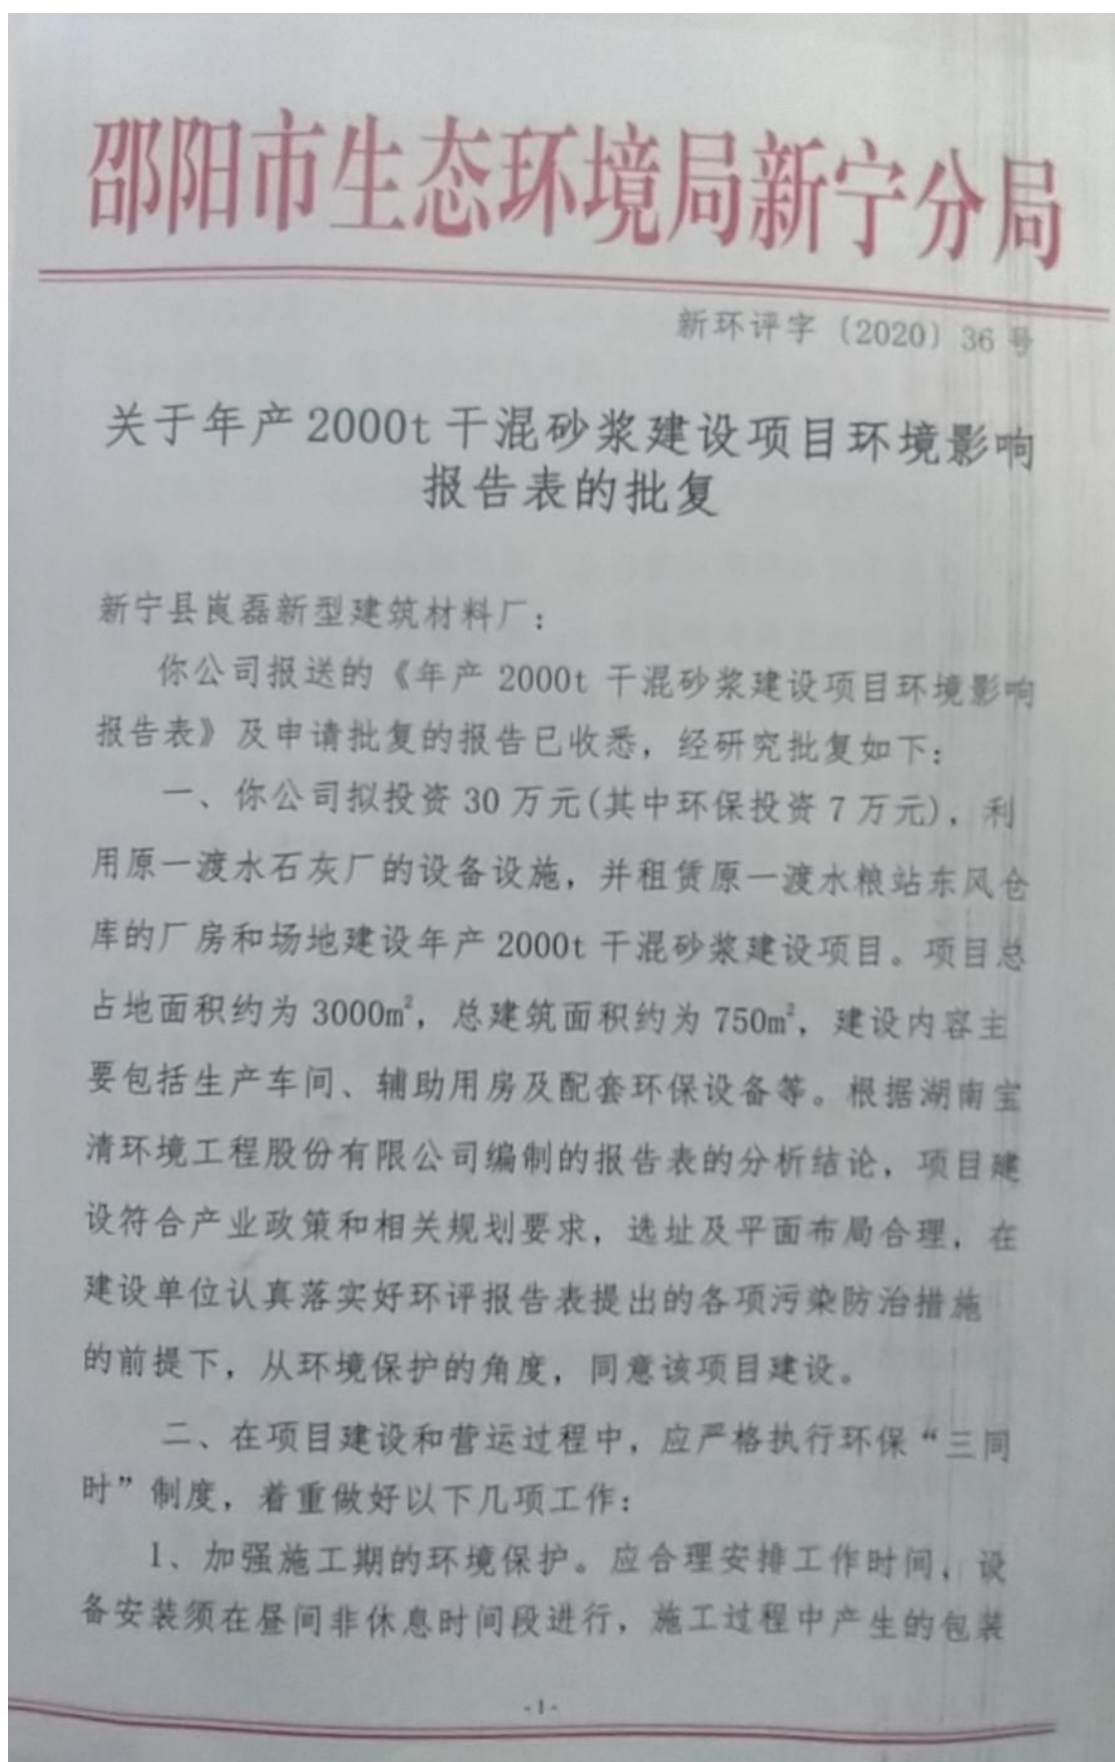 邵阳市生态环境局新宁分局
新环评字〔2020〕36号
关于年产2000t干混砂浆建设项目环境影响
报告表的批复
新宁县崀磊新型建筑材料厂：
你公司报送的《年产2000t干混砂浆建设项目环境影响
报告表》及申请批复的报告已收悉，经研究批复如下：
一、你公司拟投资30万元(其中环保投资7万元)，利
用原一渡水石灰厂的设备设施，并租赁原一渡水粮站东风仓
库的厂房和场地建设年产2000t干混砂浆建设项目。项目总
占地面积约为3000㎡，总建筑面积约为750㎡，建设内容主
要包括生产车间、辅助用房及配套环保设备等。根据湖南宝
清环境工程股份有限公司编制的报告表的分析结论，项目建
设符合产业政策和相关规划要求，选址及平面布局合理，在
建设单位认真落实好环评报告表提出的各项污染防治措施
的前提下，从环境保护的角度，同意该项目建设。
二、在项目建设和营运过程中，应严格执行环保“三同
时”制度，着重做好以下几项工作：
1、加强施工期的环境保护。应合理安排工作时间，设
备安装须在昼间非休息时间段进行，施工过程中产生的包装
-1-